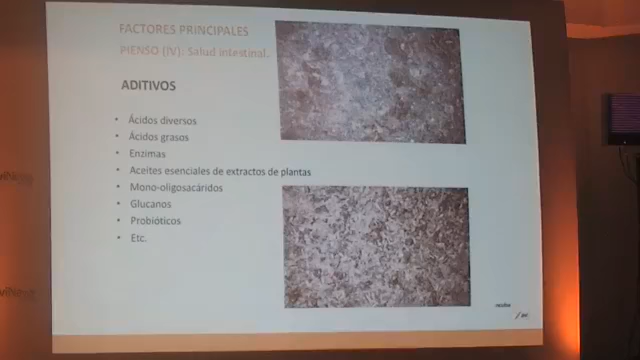 FACTORES PRINCIPALES
PIENSO (IV): Salud intestinal.
ADITIVOS
• Ácidos diversos
• Ácidos grasos
• Enzimas
• Aceites esenciales de extractos de plantas
• Mono-oligosacáridos
• Glucanos
• Probióticos
• Etc.